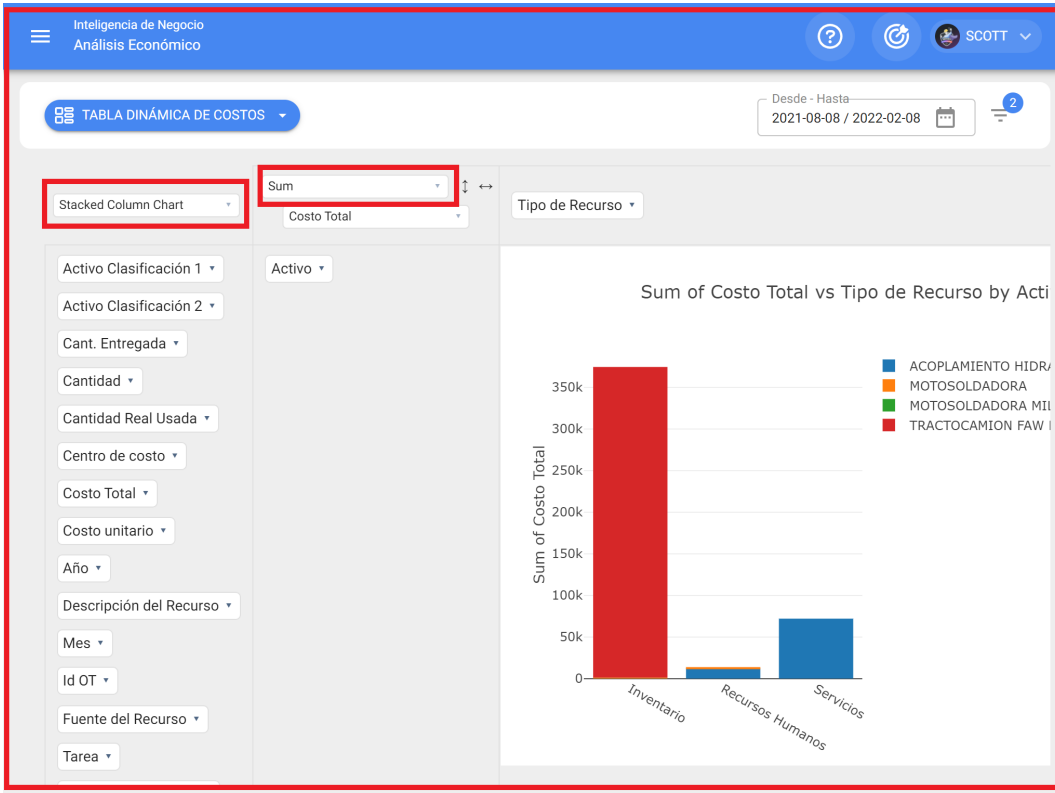 Inteligencia de Negocio
Análisis Económico
SCOTT
TABLA DINÁMICA DE COSTOS
Desde - Hasta
2021-08-08 / 2022-02-08
2
Stacked Column Chart
Sum
Costo Total
Tipo de Recurso
Activo Clasificación 1
Activo Clasificación 2
Cant. Entregada
Cantidad
Cantidad Real Usada
Centro de costo
Costo Total
Costo unitario
Año
Descripción del Recurso
Mes
Id OT
Fuente del Recurso
Tarea
Activo
Sum of Costo Total vs Tipo de Recurso by Acti
350k
300k
250k
200k
150k
100k
50k
0
Sum of Costo Total
Inventario
Recursos Humanos
Servicios
ACOPLAMIENTO HIDRA
MOTOSOLDADORA
MOTOSOLDADORA MIL
TRACTOCAMION FAW